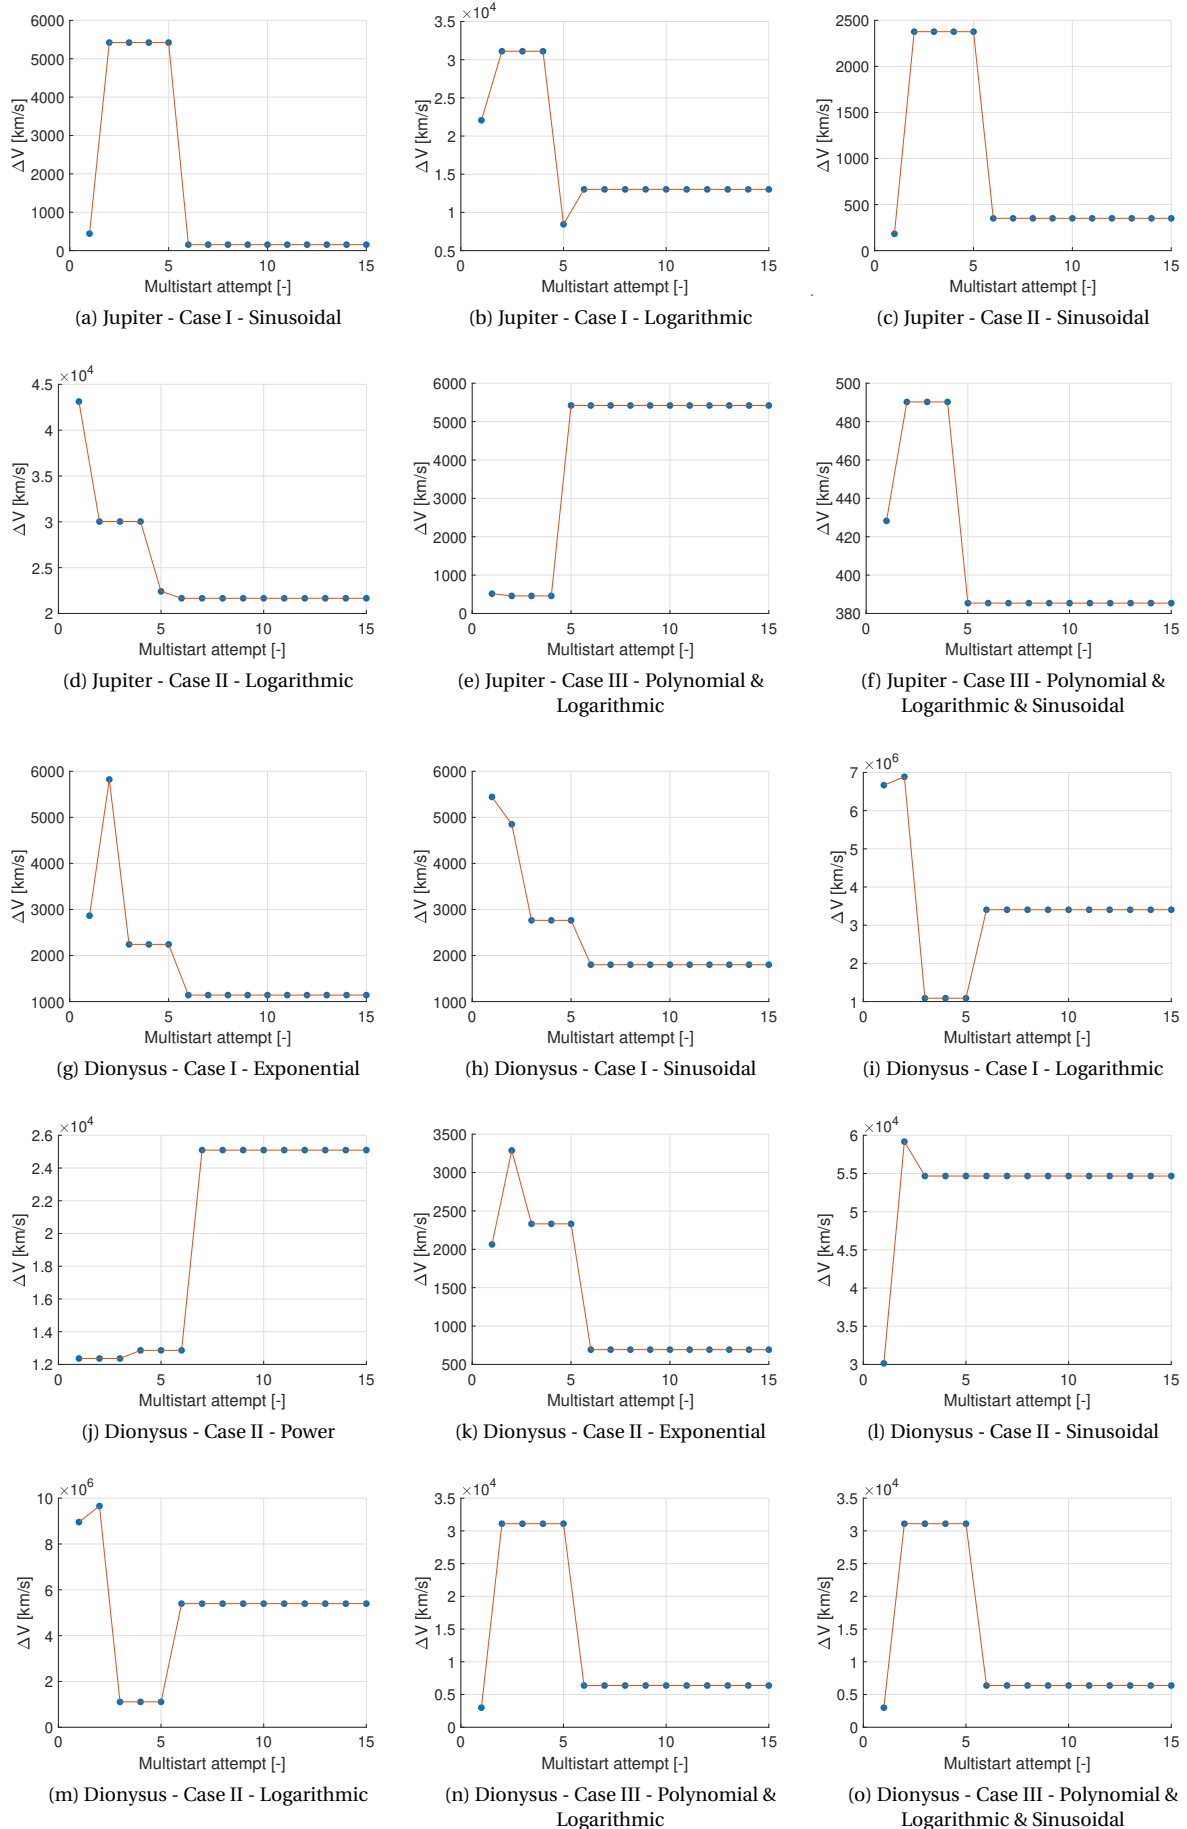 6000
5000
4000
3000
2000
1000
0
ΔV [km/s]
0 5 10 15
Multistart attempt [-]
(a) Jupiter - Case I - Sinusoidal
×10⁴
3.5
3
2.5
2
1.5
1
0.5
ΔV [km/s]
0 5 10 15
Multistart attempt [-]
(b) Jupiter - Case I - Logarithmic
2500
2000
1500
1000
500
0
ΔV [km/s]
0 5 10 15
Multistart attempt [-]
(c) Jupiter - Case II - Sinusoidal
×10⁴
4.5
4
3.5
3
2.5
2
ΔV [km/s]
0 5 10 15
Multistart attempt [-]
(d) Jupiter - Case II - Logarithmic
6000
5000
4000
3000
2000
1000
0
ΔV [km/s]
0 5 10 15
Multistart attempt [-]
(e) Jupiter - Case III - Polynomial &
Logarithmic
500
480
460
440
420
400
380
ΔV [km/s]
0 5 10 15
Multistart attempt [-]
(f) Jupiter - Case III - Polynomial &
Logarithmic & Sinusoidal
6000
5000
4000
3000
2000
1000
ΔV [km/s]
0 5 10 15
Multistart attempt [-]
(g) Dionysus - Case I - Exponential
6000
5000
4000
3000
2000
1000
ΔV [km/s]
0 5 10 15
Multistart attempt [-]
(h) Dionysus - Case I - Sinusoidal
×10⁶
7
6
5
4
3
2
1
ΔV [km/s]
0 5 10 15
Multistart attempt [-]
(i) Dionysus - Case I - Logarithmic
×10⁴
2.6
2.4
2.2
2
1.8
1.6
1.4
1.2
ΔV [km/s]
0 5 10 15
Multistart attempt [-]
(j) Dionysus - Case II - Power
3500
3000
2500
2000
1500
1000
500
ΔV [km/s]
0 5 10 15
Multistart attempt [-]
(k) Dionysus - Case II - Exponential
×10⁴
6
5.5
5
4.5
4
3.5
3
ΔV [km/s]
0 5 10 15
Multistart attempt [-]
(l) Dionysus - Case II - Sinusoidal
×10⁶
10
8
6
4
2
0
ΔV [km/s]
0 5 10 15
Multistart attempt [-]
(m) Dionysus - Case II - Logarithmic
×10⁴
3.5
3
2.5
2
1.5
1
0.5
0
ΔV [km/s]
0 5 10 15
Multistart attempt [-]
(n) Dionysus - Case III - Polynomial &
Logarithmic
×10⁴
3.5
3
2.5
2
1.5
1
0.5
0
ΔV [km/s]
0 5 10 15
Multistart attempt [-]
(o) Dionysus - Case III - Polynomial &
Logarithmic & Sinusoidal